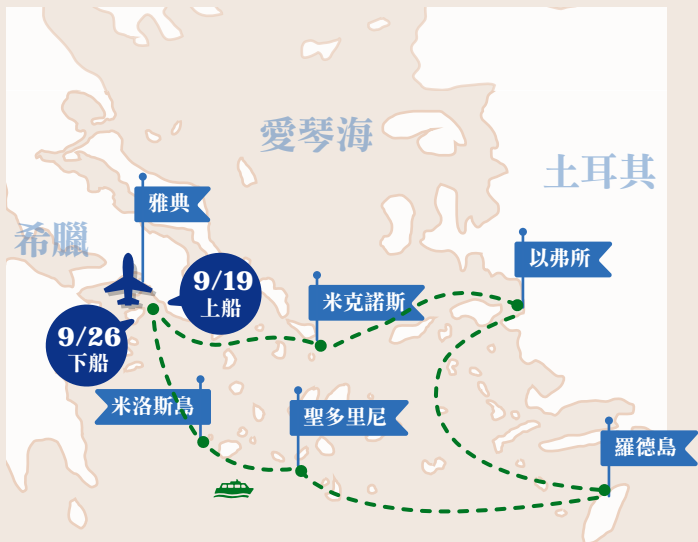 愛琴海
土耳其
雅典
希臘
以弗所
9/19
上船
米克諾斯
9/26
下船
米洛斯島
聖多里尼
羅德島